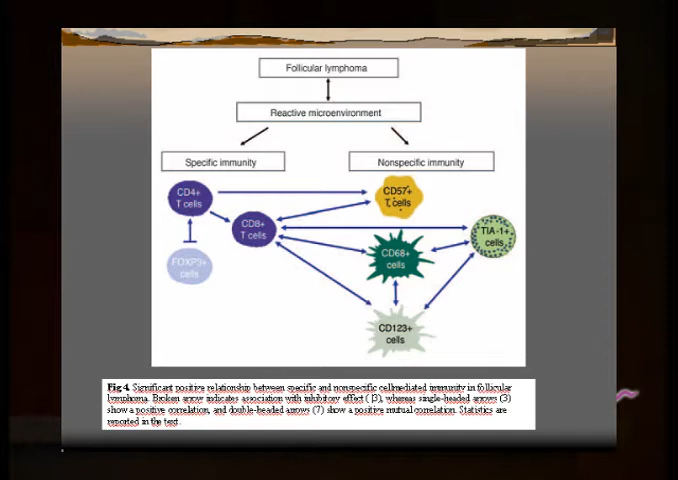 Follicular lymphoma
Reactive microenvironment
Specific immunity
Nonspecific immunity
CD4+
T cells
CD57+
T cells
CD8+
T cells
TIA-1+
cells
FOXP3+
cells
CD68+
cells
CD123+
cells
Fig 4. Significant positive relationship between specific and nonspecific cellmediated immunity in follicular
lymphoma. Broken arrow indicates association with inhibitory effect ( |3), whereas single-headed arrows (3)
show a positive correlation, and double-headed arrows (7) show a positive mutual correlation. Statistics are
reported in the text.